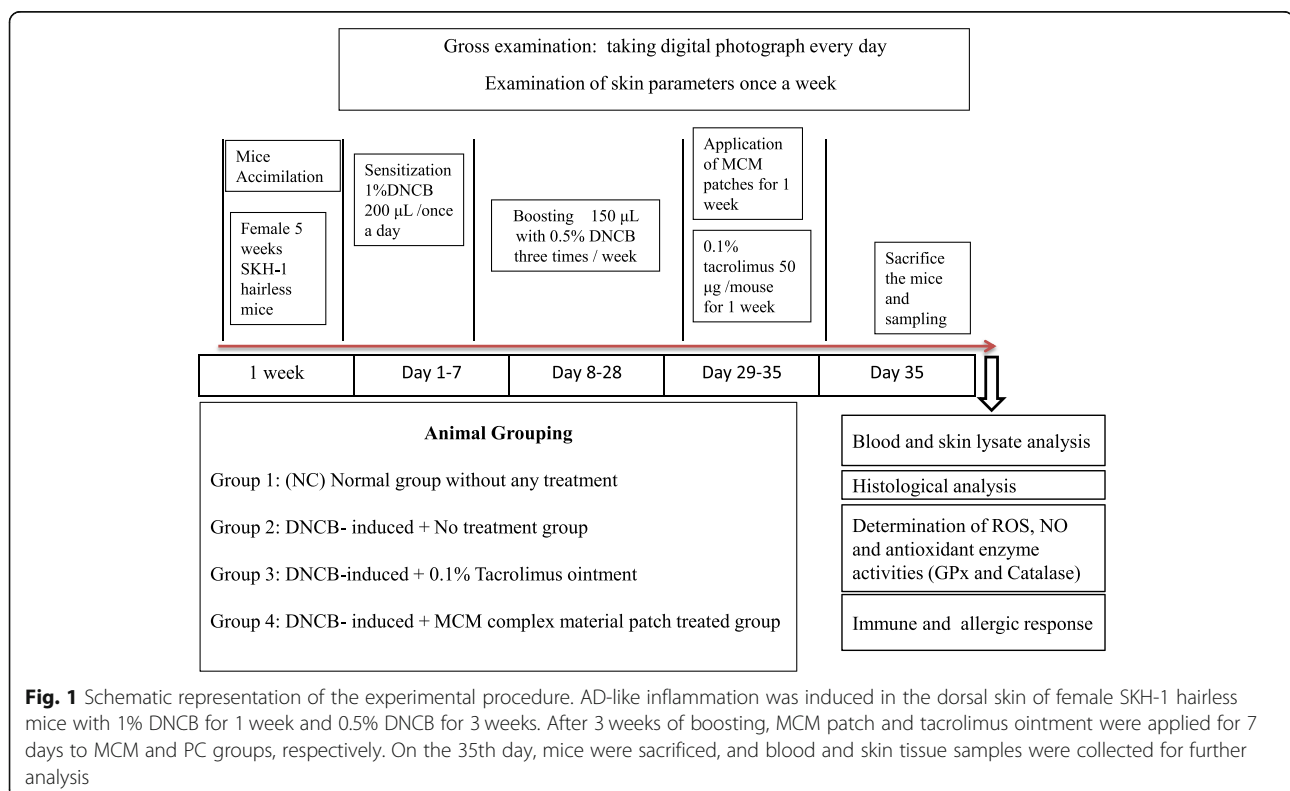 Gross examination: taking digital photograph every day
Examination of skin parameters once a week
Mice
Accimilation
Female 5
weeks
SKH-1
hairless
mice
Sensitization
1%DNCB
200 µL /once
a day
Boosting 150 µL
with 0.5% DNCB
three times / week
Application
of MCM
patches for 1
week
0.1%
tacrolimus 50
µg /mouse
for 1 week
Sacrifice
the mice
and
sampling
1 week
Day 1-7
Day 8-28
Day 29-35
Day 35
Animal Grouping
Group 1: (NC) Normal group without any treatment
Group 2: DNCB- induced + No treatment group
Group 3: DNCB-induced + 0.1% Tacrolimus ointment
Group 4: DNCB- induced + MCM complex material patch treated group
Blood and skin lysate analysis
Histological analysis
Determination of ROS, NO
and antioxidant enzyme
activities (GPx and Catalase)
Immune and allergic response
Fig. 1 Schematic representation of the experimental procedure. AD-like inflammation was induced in the dorsal skin of female SKH-1 hairless
mice with 1% DNCB for 1 week and 0.5% DNCB for 3 weeks. After 3 weeks of boosting, MCM patch and tacrolimus ointment were applied for 7
days to MCM and PC groups, respectively. On the 35th day, mice were sacrificed, and blood and skin tissue samples were collected for further
analysis